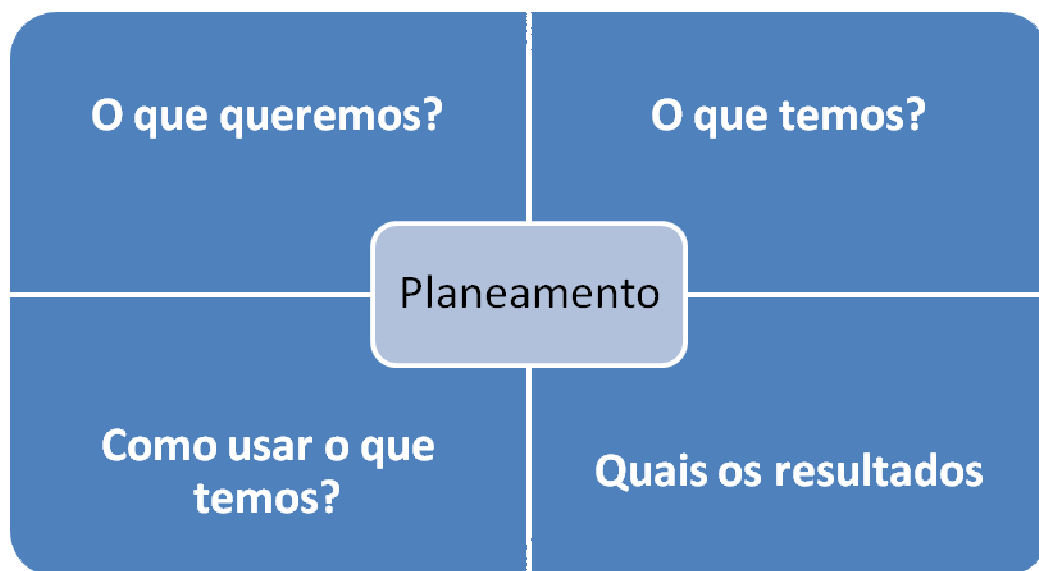 O que queremos?
O que temos?
Planeamento
Como usar o que
temos?
Quais os resultados